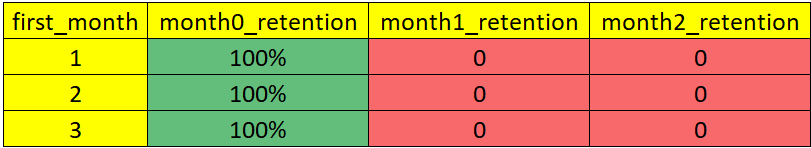 first_month month0_retention month1_retention month2_retention
1 100% 0 0
2 100% 0 0
3 100% 0 0